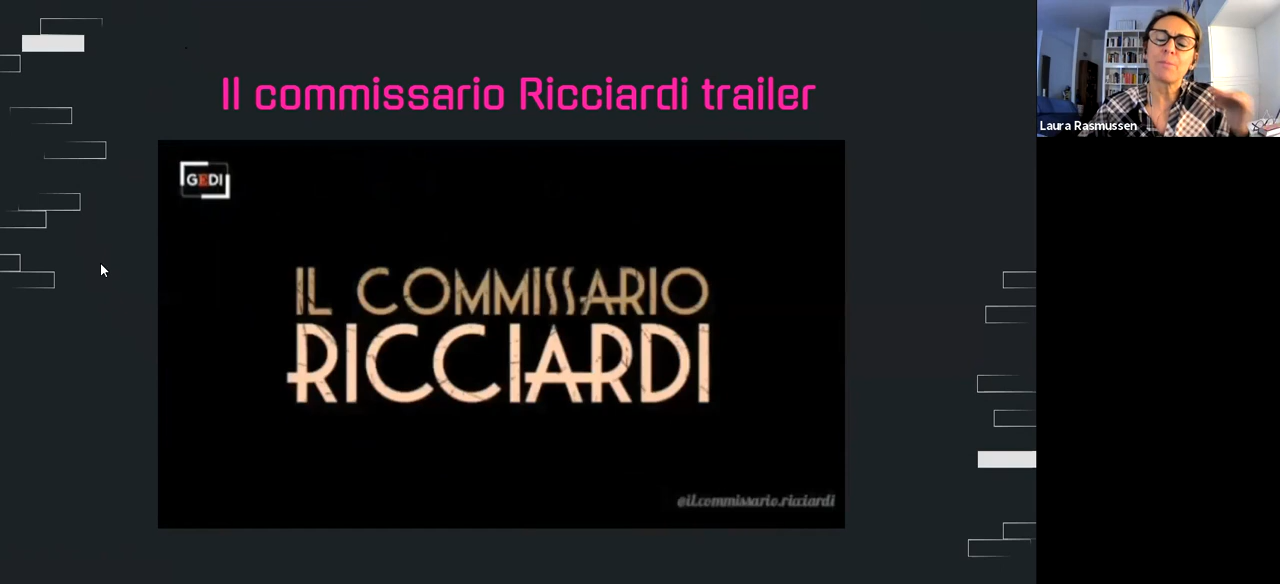 Il commissario Ricciardi trailer
Laura Rasmussen
GEDI
IL COMMISSARIO
RICCIARDI
@il.commissario.ricciardi